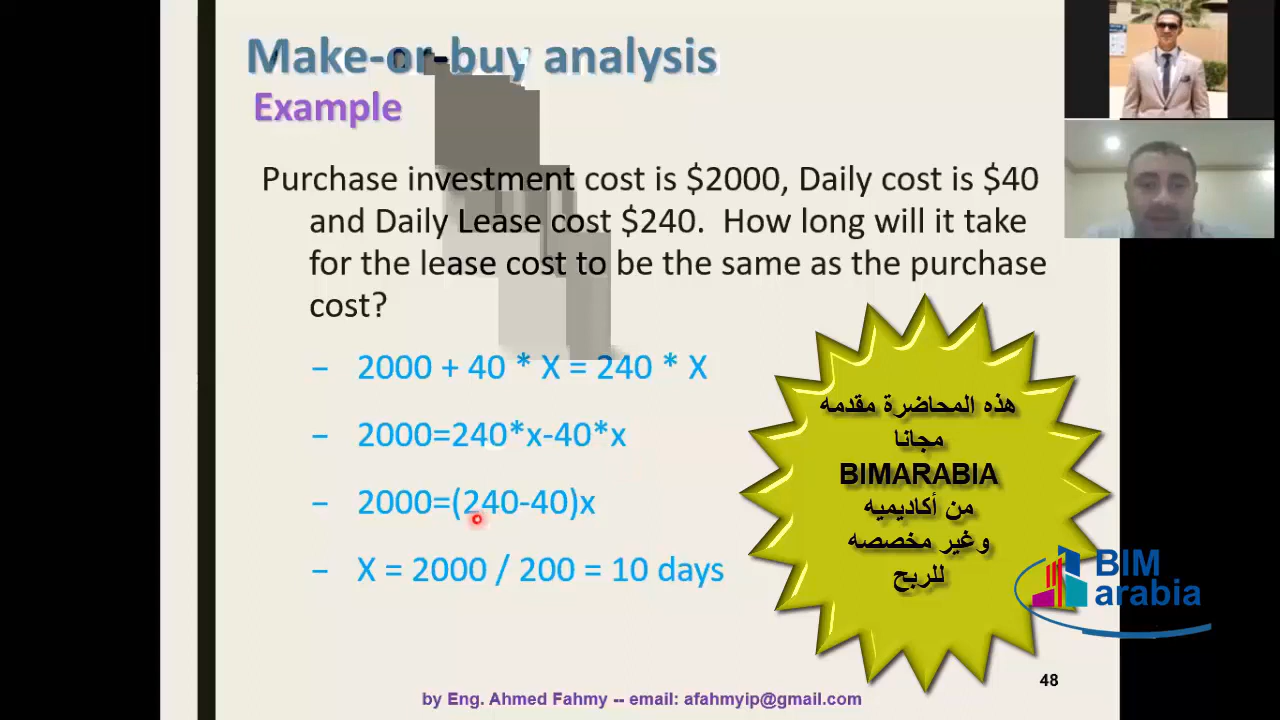 Make-or-buy analysis
Example
Purchase investment cost is $2000, Daily cost is $40
and Daily Lease cost $240. How long will it take
for the lease cost to be the same as the purchase
cost?
– 2000 + 40 * X = 240 * X
– 2000=240*x-40*x
– 2000=(240-40)x
– X = 2000 / 200 = 10 days
هذه المحاضرة مقدمه
مجانا
BIMARABIA
من أكاديميه
وغير مخصصه
للربح
BIM
arabia
48
by Eng. Ahmed Fahmy -- email: afahmyip@gmail.com